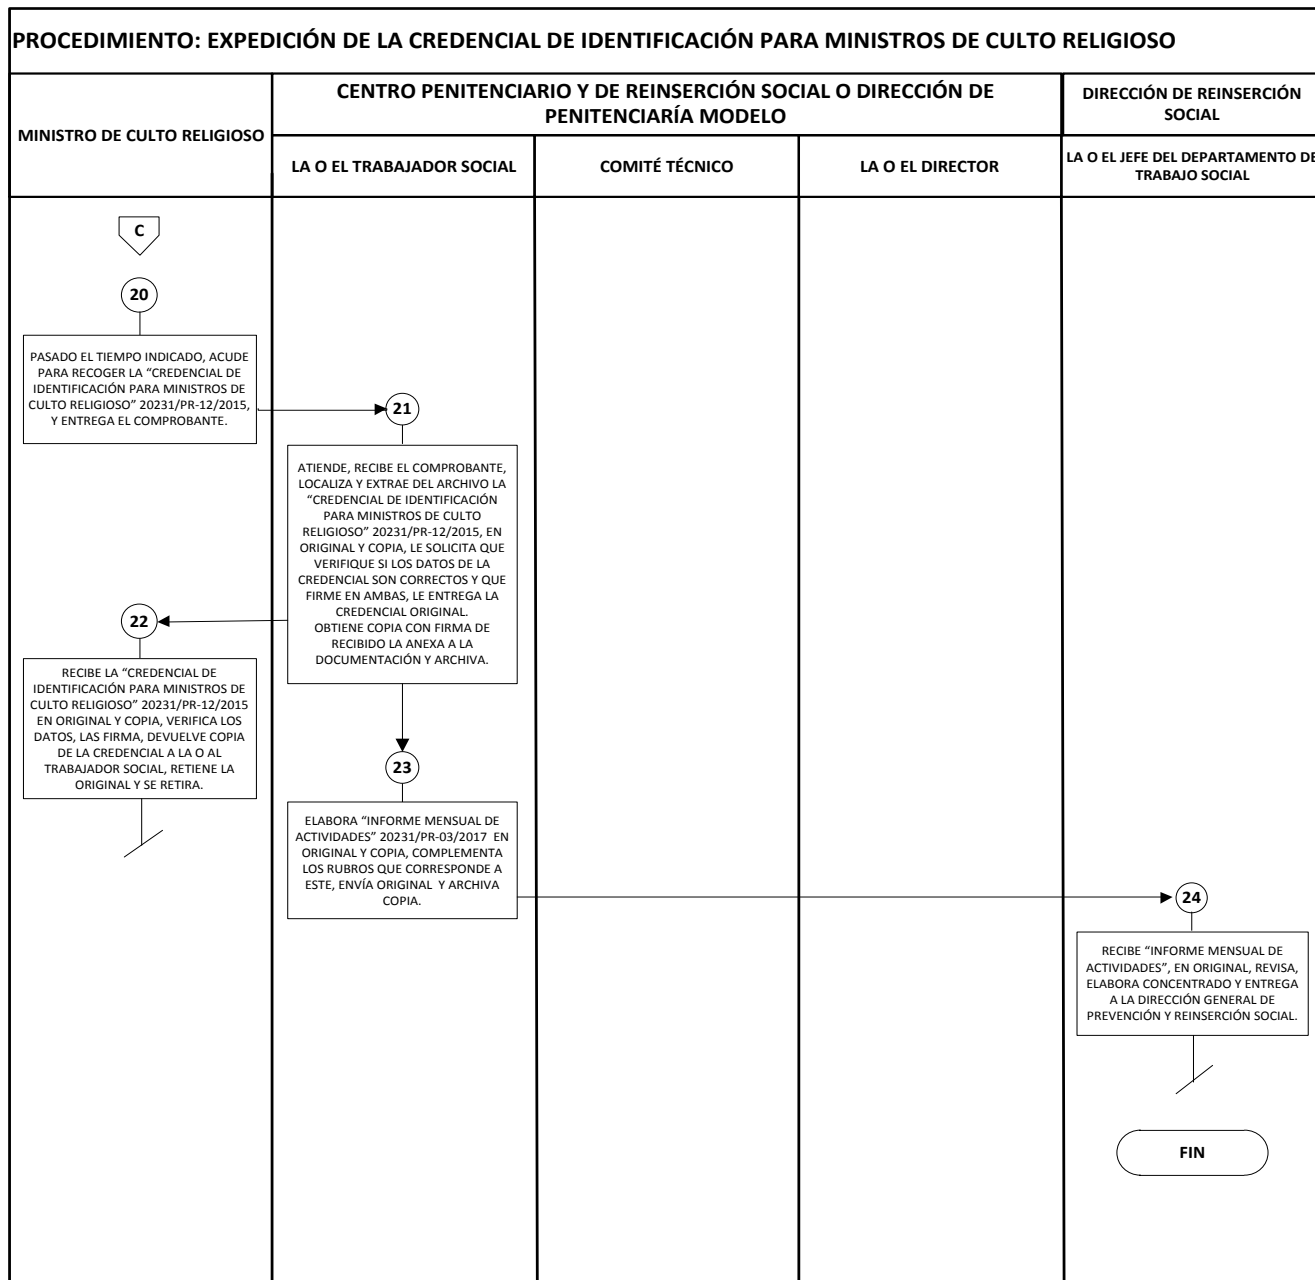 PROCEDIMIENTO: EXPEDICIÓN DE LA CREDENCIAL DE IDENTIFICACIÓN PARA MINISTROS DE CULTO RELIGIOSO
MINISTRO DE CULTO RELIGIOSO
CENTRO PENITENCIARIO Y DE REINSERCIÓN SOCIAL O DIRECCIÓN DE
PENITENCIARÍA MODELO
DIRECCIÓN DE REINSERCIÓN
SOCIAL
LA O EL TRABAJADOR SOCIAL
COMITÉ TÉCNICO
LA O EL DIRECTOR
LA O EL JEFE DEL DEPARTAMENTO DE
TRABAJO SOCIAL
C
20
PASADO EL TIEMPO INDICADO, ACUDE
PARA RECOGER LA “CREDENCIAL DE
IDENTIFICACIÓN PARA MINISTROS DE
CULTO RELIGIOSO” 20231/PR-12/2015,
Y ENTREGA EL COMPROBANTE.
21
ATIENDE, RECIBE EL COMPROBANTE,
LOCALIZA Y EXTRAE DEL ARCHIVO LA
“CREDENCIAL DE IDENTIFICACIÓN
PARA MINISTROS DE CULTO
RELIGIOSO” 20231/PR-12/2015, EN
ORIGINAL Y COPIA, LE SOLICITA QUE
VERIFIQUE SI LOS DATOS DE LA
CREDENCIAL SON CORRECTOS Y QUE
FIRME EN AMBAS, LE ENTREGA LA
CREDENCIAL ORIGINAL.
OBTIENE COPIA CON FIRMA DE
RECIBIDO LA ANEXA A LA
DOCUMENTACIÓN Y ARCHIVA.
22
RECIBE LA “CREDENCIAL DE
IDENTIFICACIÓN PARA MINISTROS DE
CULTO RELIGIOSO” 20231/PR-12/2015
EN ORIGINAL Y COPIA, VERIFICA LOS
DATOS, LAS FIRMA, DEVUELVE COPIA
DE LA CREDENCIAL A LA O AL
TRABAJADOR SOCIAL, RETIENE LA
ORIGINAL Y SE RETIRA.
23
ELABORA “INFORME MENSUAL DE
ACTIVIDADES” 20231/PR-03/2017 EN
ORIGINAL Y COPIA, COMPLEMENTA
LOS RUBROS QUE CORRESPONDE A
ESTE, ENVÍA ORIGINAL Y ARCHIVA
COPIA.
24
RECIBE “INFORME MENSUAL DE
ACTIVIDADES”, EN ORIGINAL, REVISA,
ELABORA CONCENTRADO Y ENTREGA
A LA DIRECCIÓN GENERAL DE
PREVENCIÓN Y REINSERCIÓN SOCIAL.
FIN